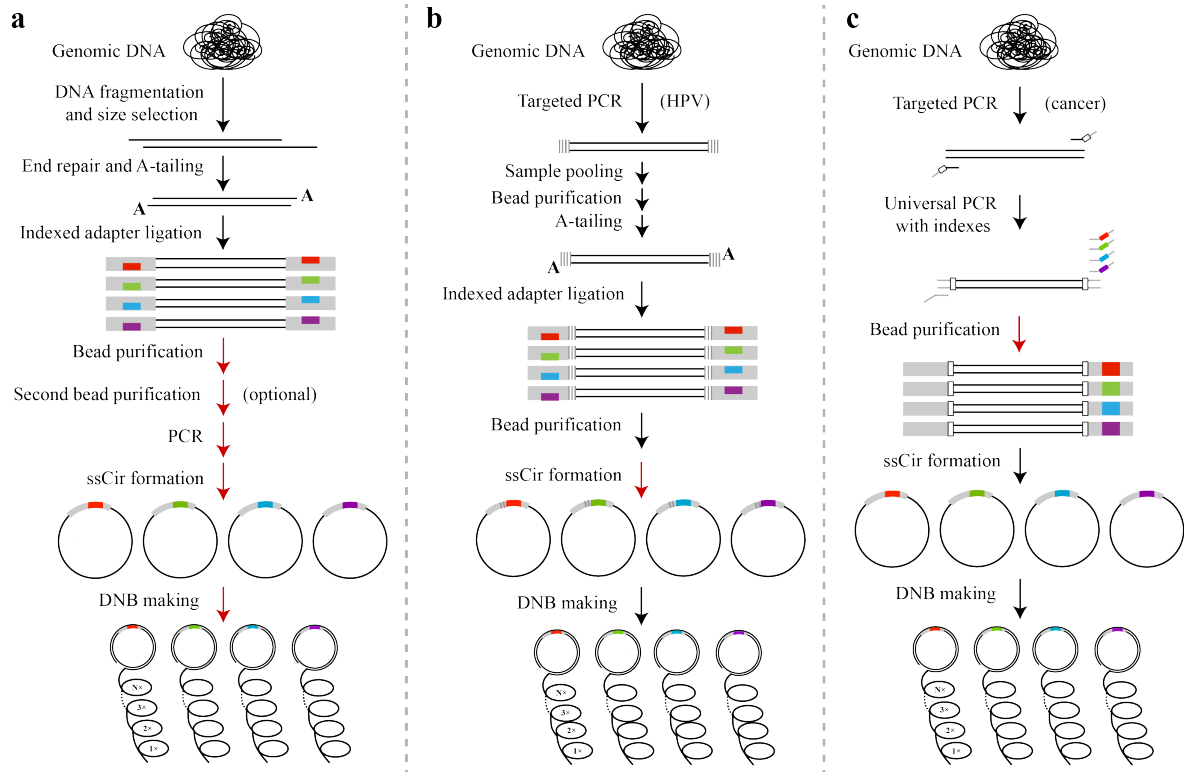 a
Genomic DNA
DNA fragmentation
and size selection
End repair and A-tailing
A
A
Indexed adapter ligation
Bead purification
Second bead purification (optional)
PCR
ssCir formation
DNB making
N×
3×
2×
1×
b
Genomic DNA
Targeted PCR (HPV)
Sample pooling
Bead purification
A-tailing
A
A
Indexed adapter ligation
Bead purification
ssCir formation
DNB making
N×
3×
2×
1×
c
Genomic DNA
Targeted PCR (cancer)
Universal PCR
with indexes
Bead purification
ssCir formation
DNB making
N×
3×
2×
1×